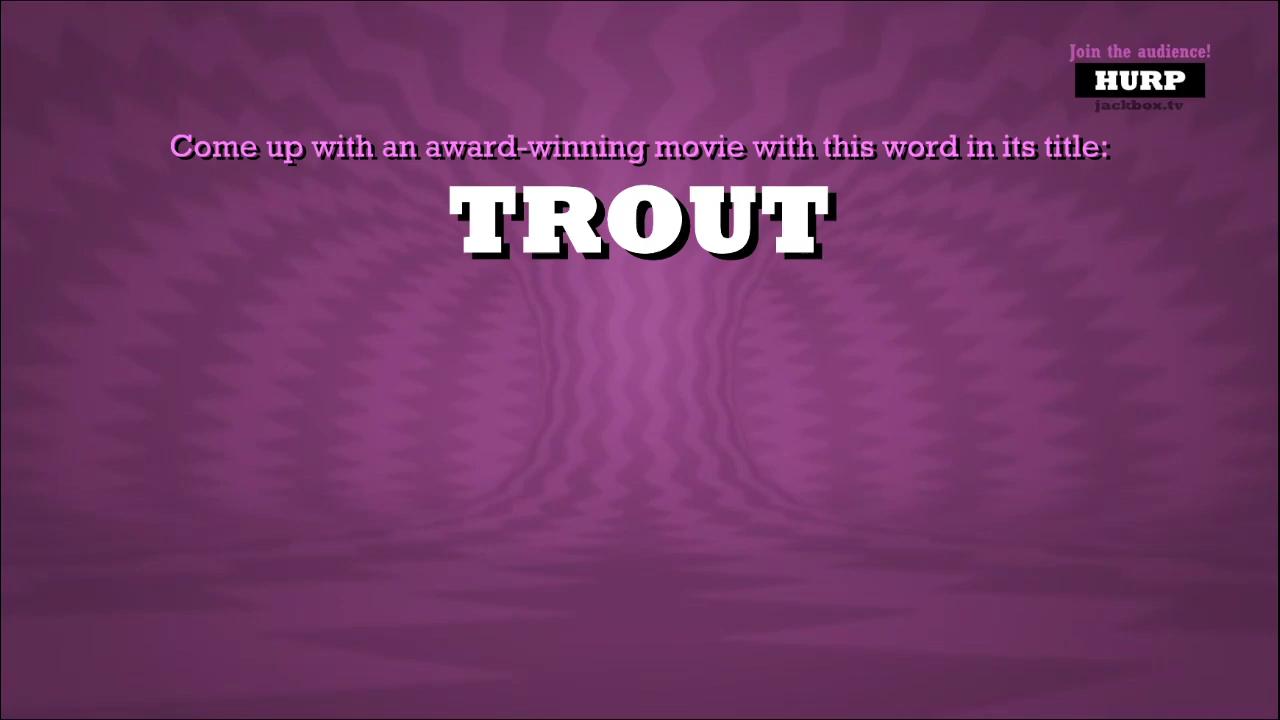 Join the audience!
HURP
jackbox.tv
Come up with an award-winning movie with this word in its title:
TROUT